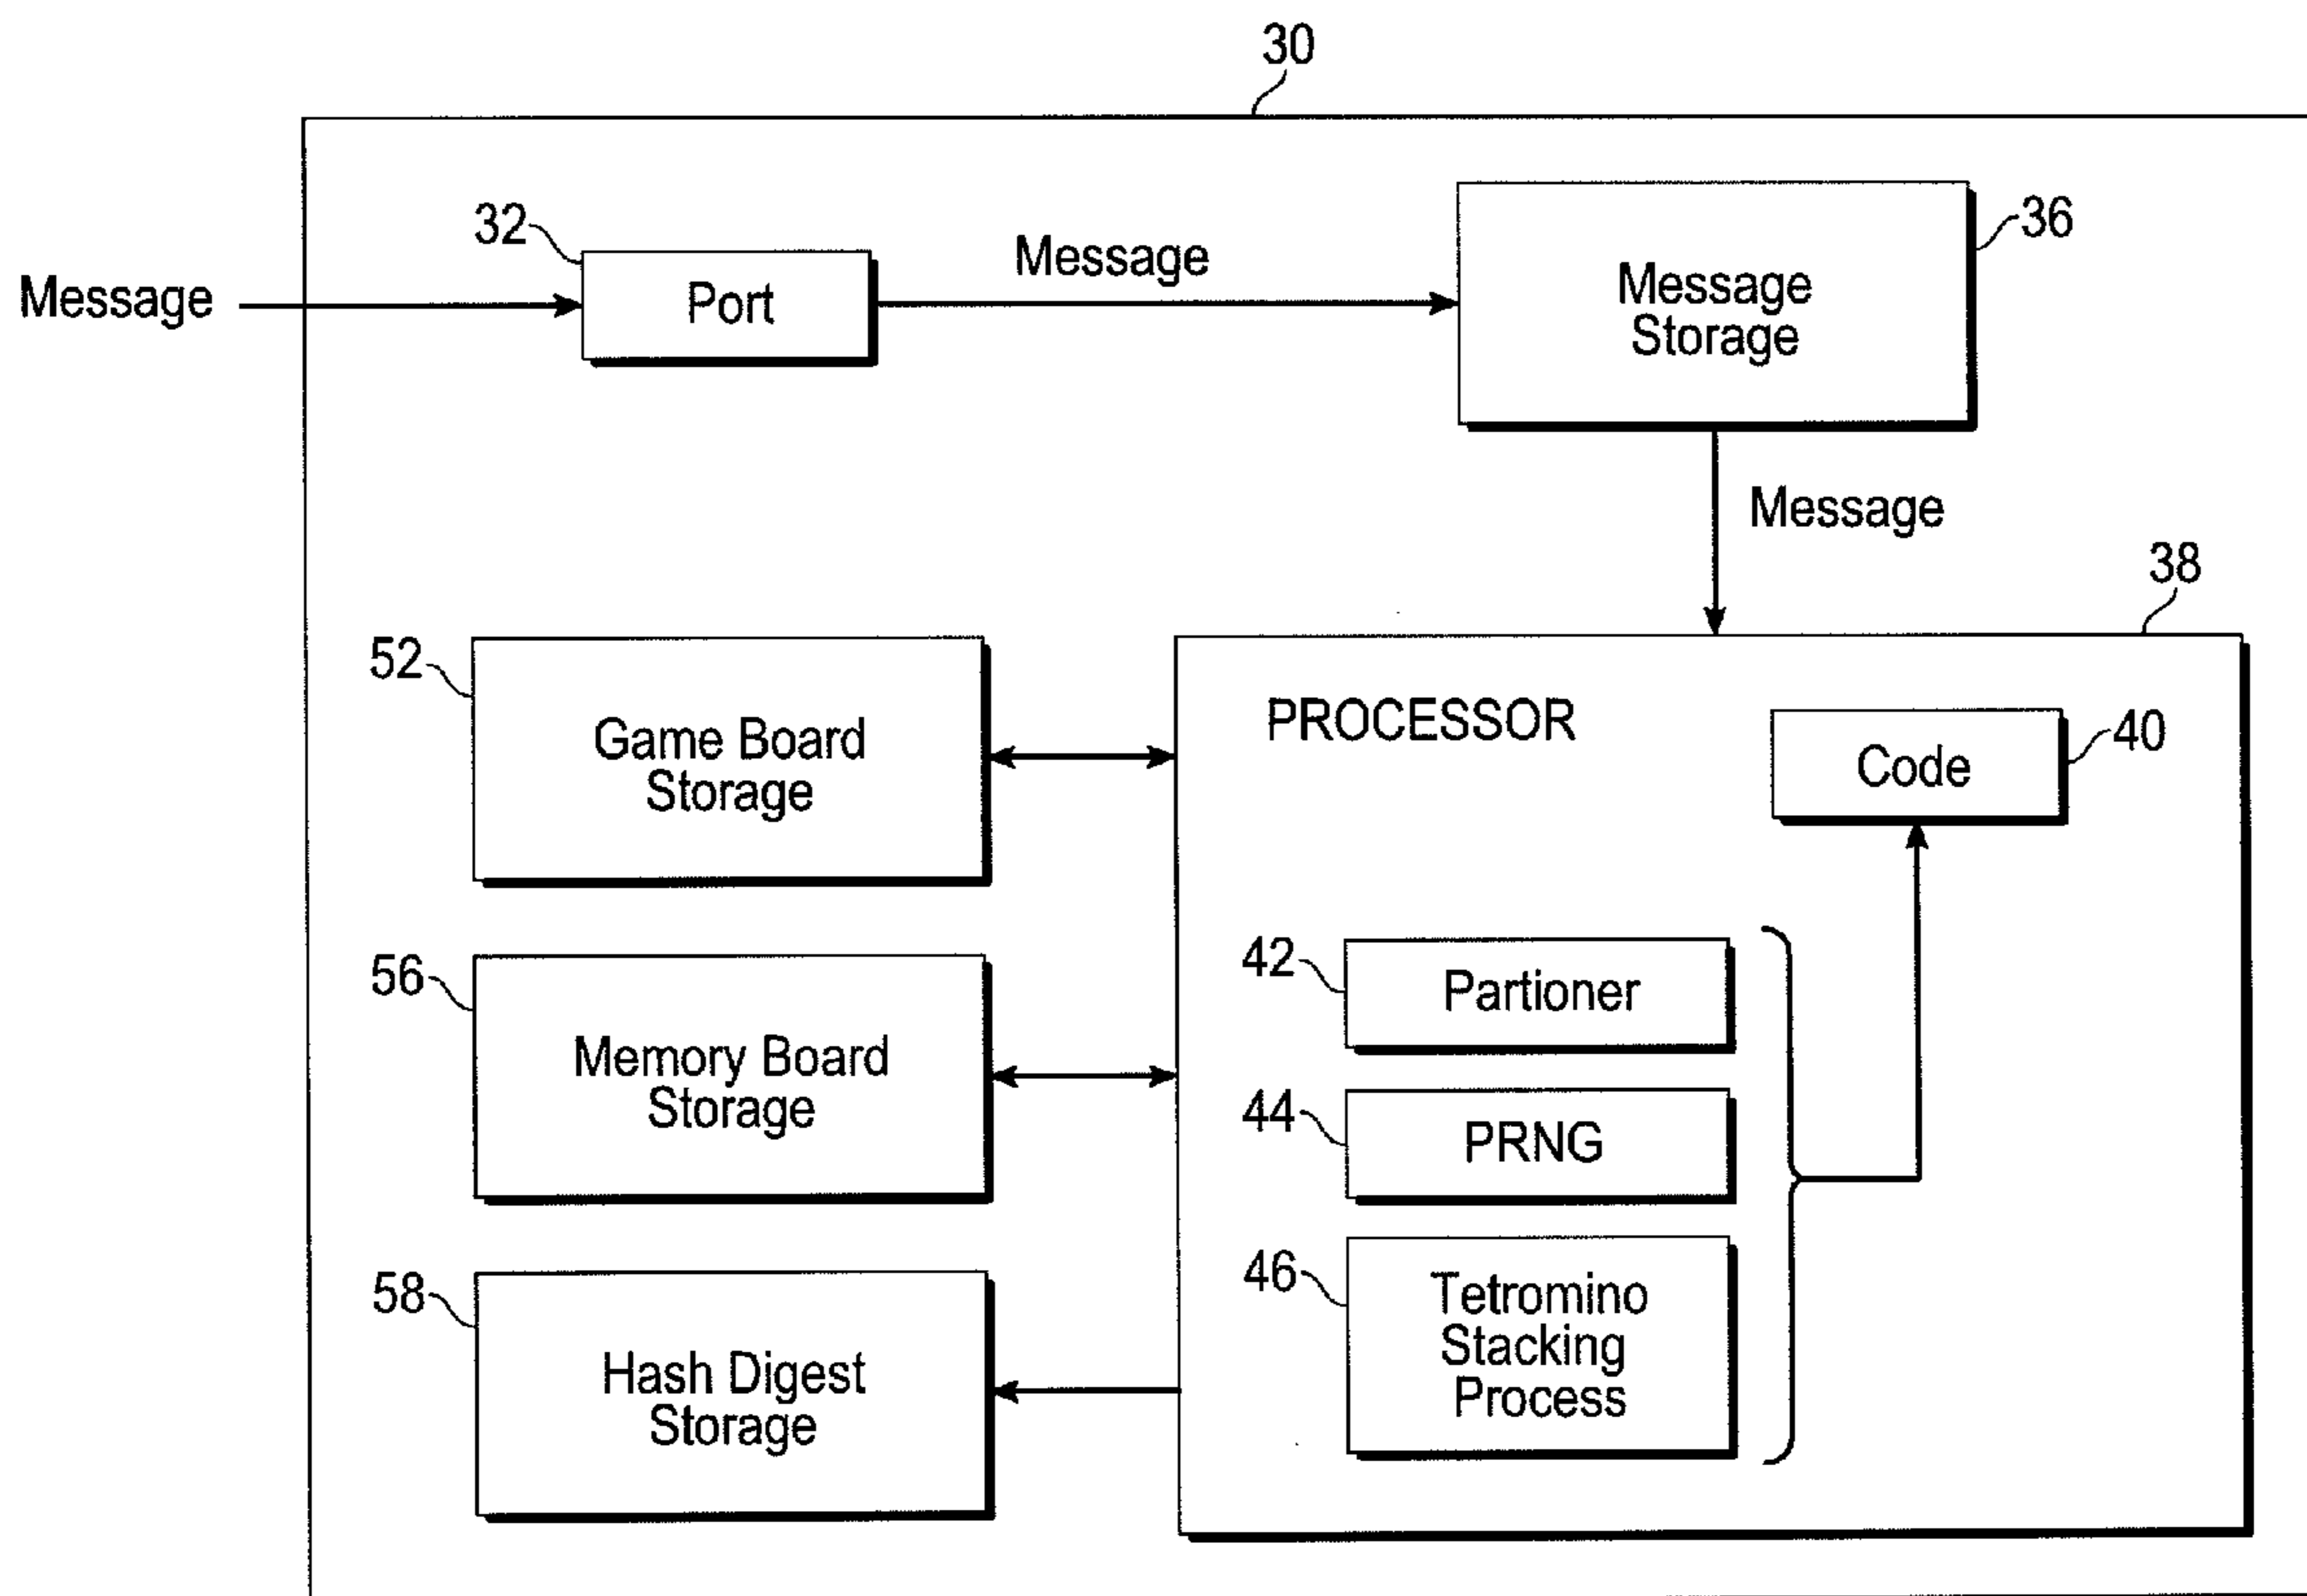 30
32
Message
36
Message
Port
Message
Storage
Message
38
52
PROCESSOR
40
Game Board
Storage
Code
56
42
Partioner
Memory Board
Storage
44
PRNG
58
46
Tetromino
Stacking
Process
Hash Digest
Storage